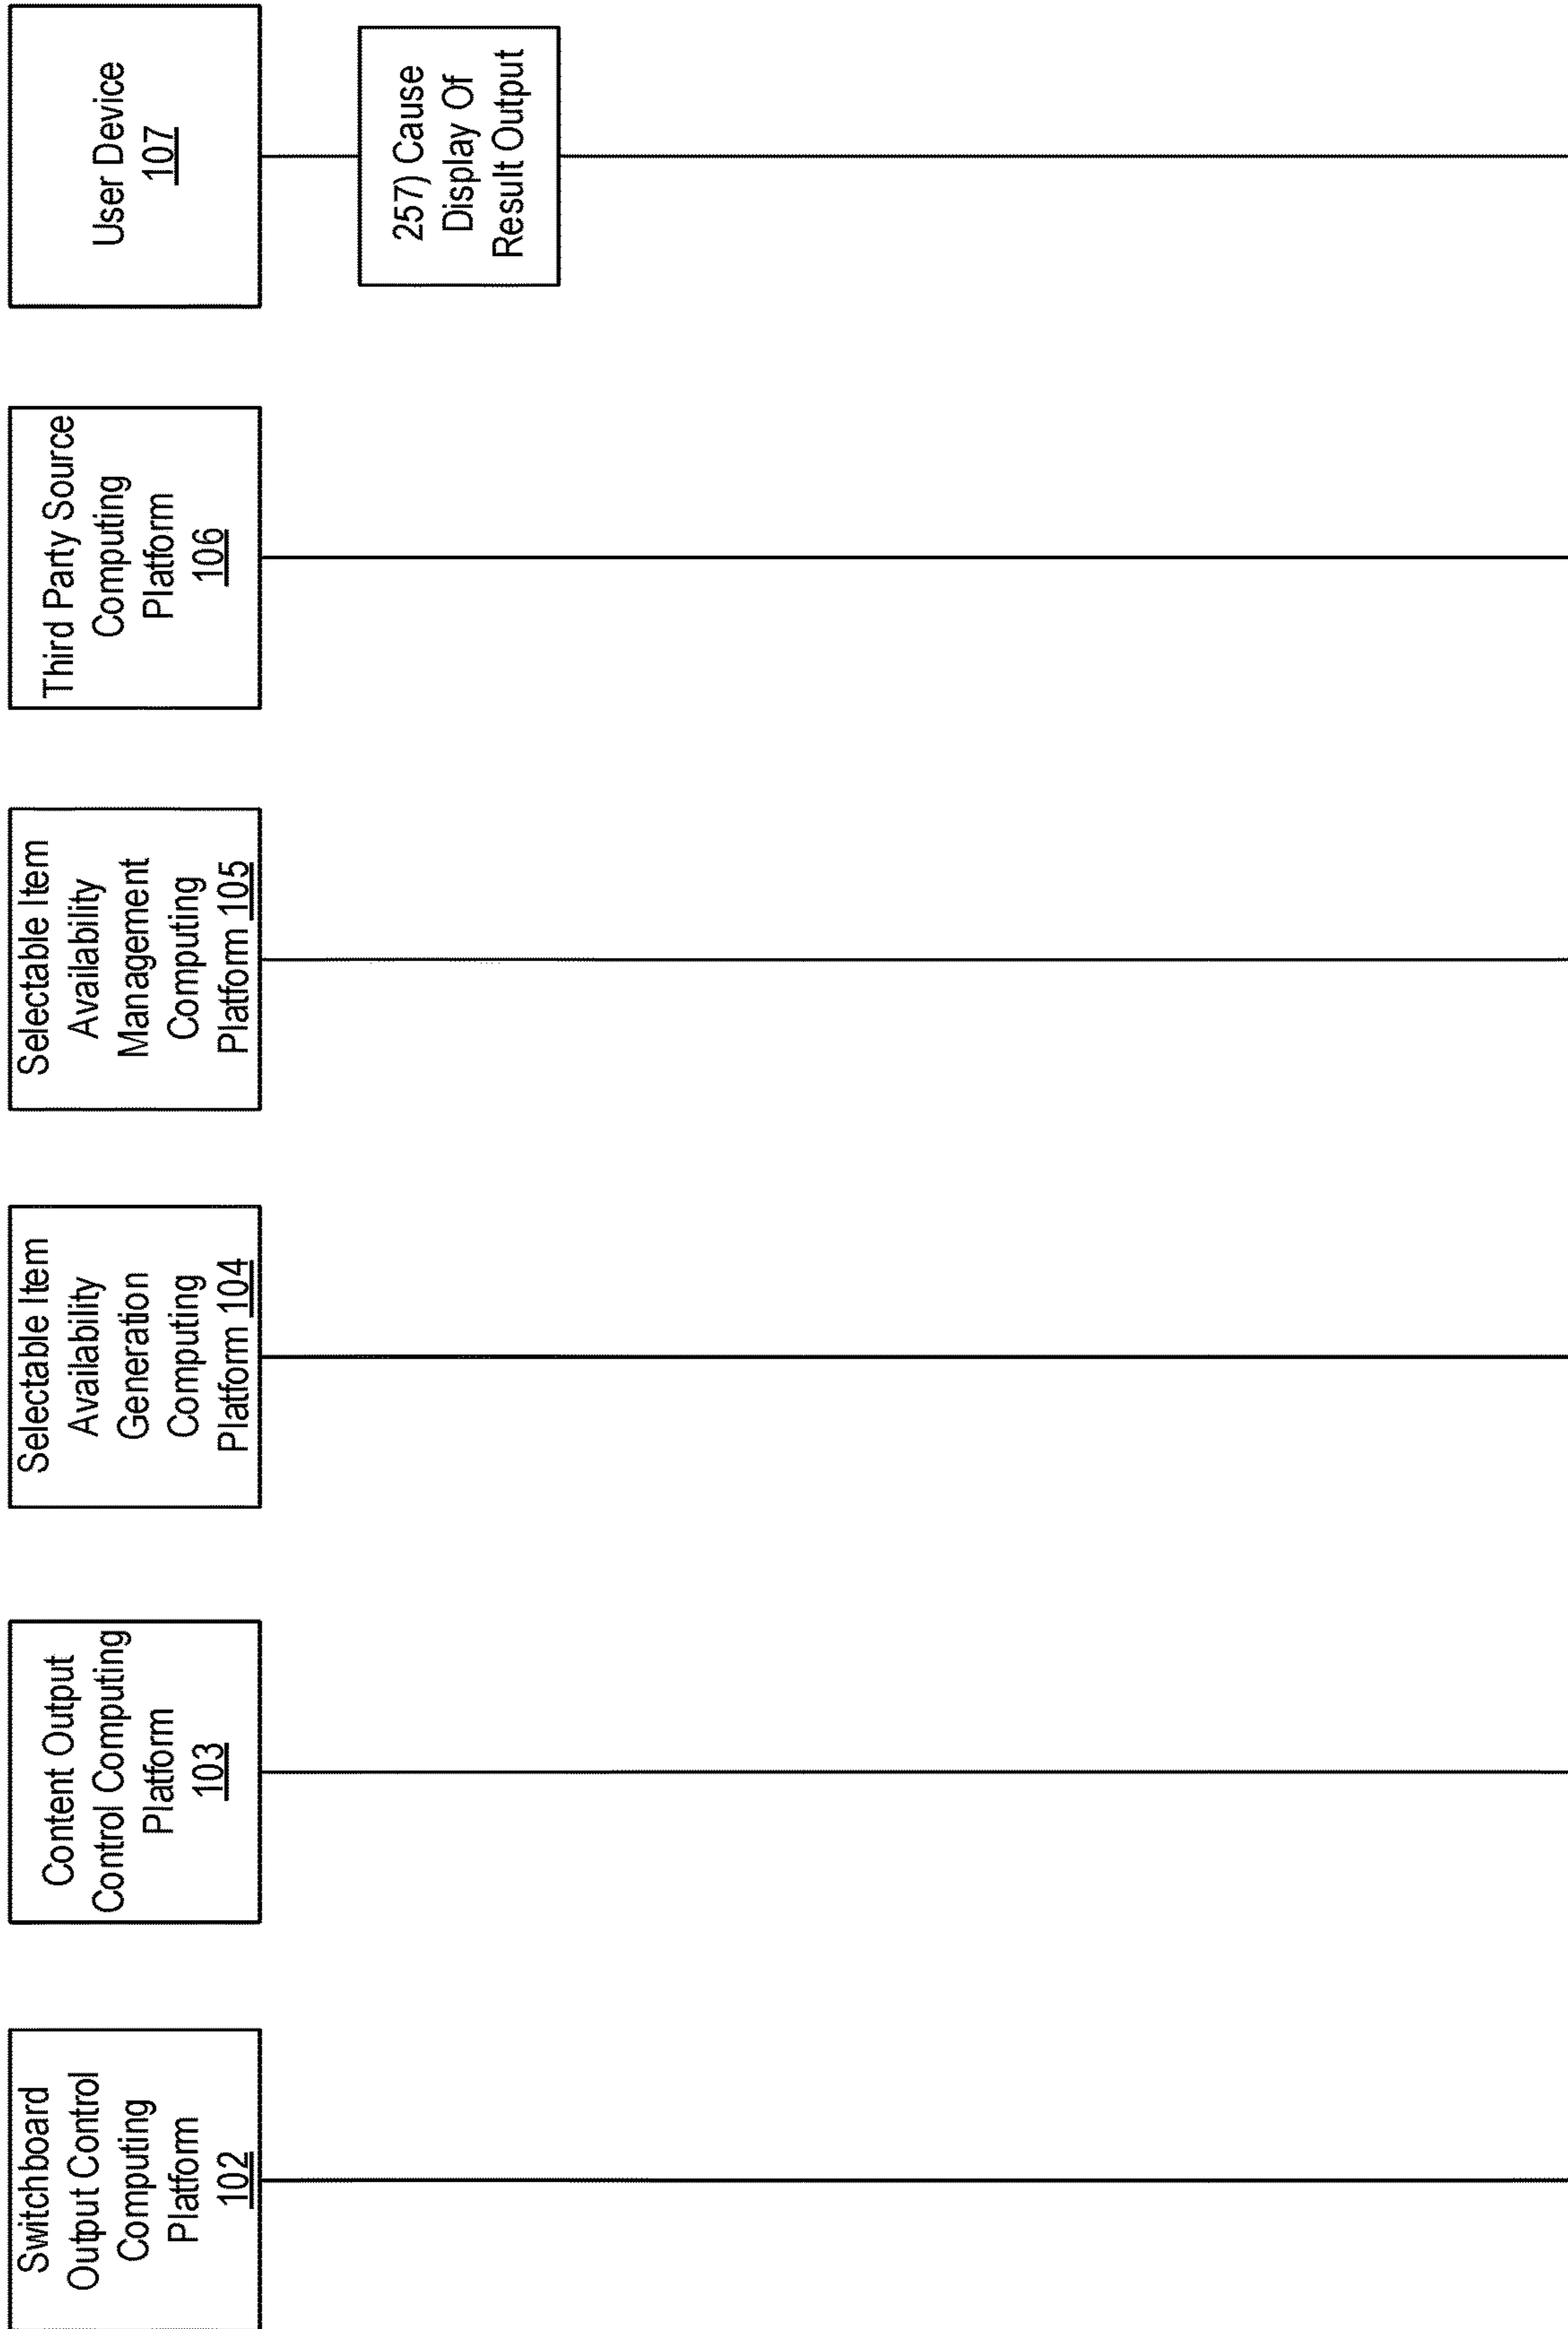 Switchboard
Output Control
Computing
Platform
102
Content Output
Control Computing
Platform
103
Selectable Item
Availability
Generation
Computing
Platform 104
Selectable Item
Availability
Management
Computing
Platform 105
Third Party Source
Computing
Platform
106
User Device
107
257) Cause
Display Of
Result Output